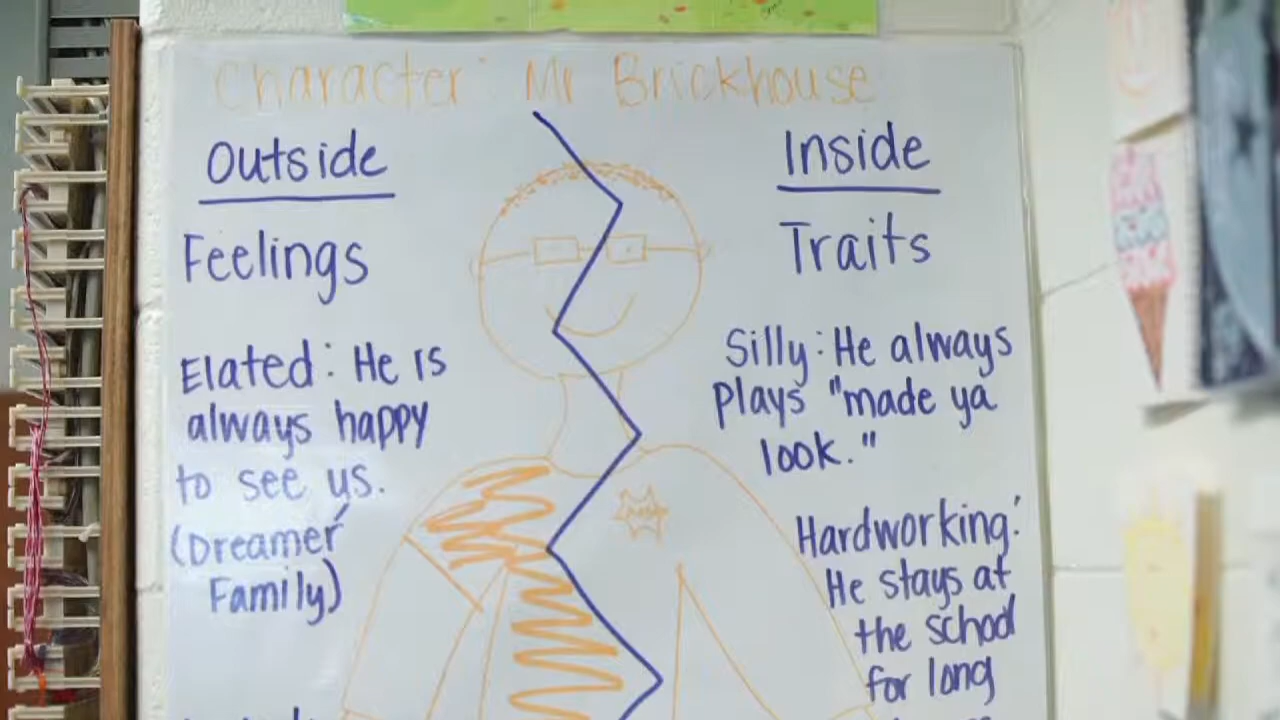 Character: Mr Brickhouse
Outside
Feelings
Elated: He is
always happy
to see us.
(Dreamer
Family)
Inside
Traits
Silly: He always
plays "made ya
look."
Hardworking:
He stays at
the school
for long